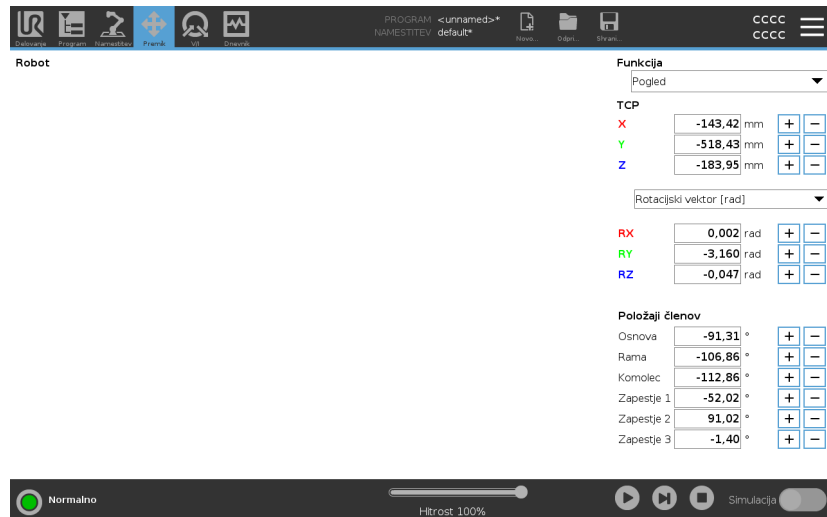 PROGRAM <unnamed>*
NAMESTITEV default*
cccc
cccc
Delovanje Program Namestitev Premik V/I Dnevnik
Novo... Odpri... Shrani...
Robot
Funkcija
Pogled
TCP
X -143,42 mm + −
Y -518,43 mm + −
Z -183,95 mm + −
Rotacijski vektor [rad]
RX 0,002 rad + −
RY -3,160 rad + −
RZ -0,047 rad + −
Položaji členov
Osnova -91,31 ° + −
Rama -106,86 ° + −
Komolec -112,86 ° + −
Zapestje 1 -52,02 ° + −
Zapestje 2 91,02 ° + −
Zapestje 3 -1,40 ° + −
Normalno
Hitrost 100%
Simulacija